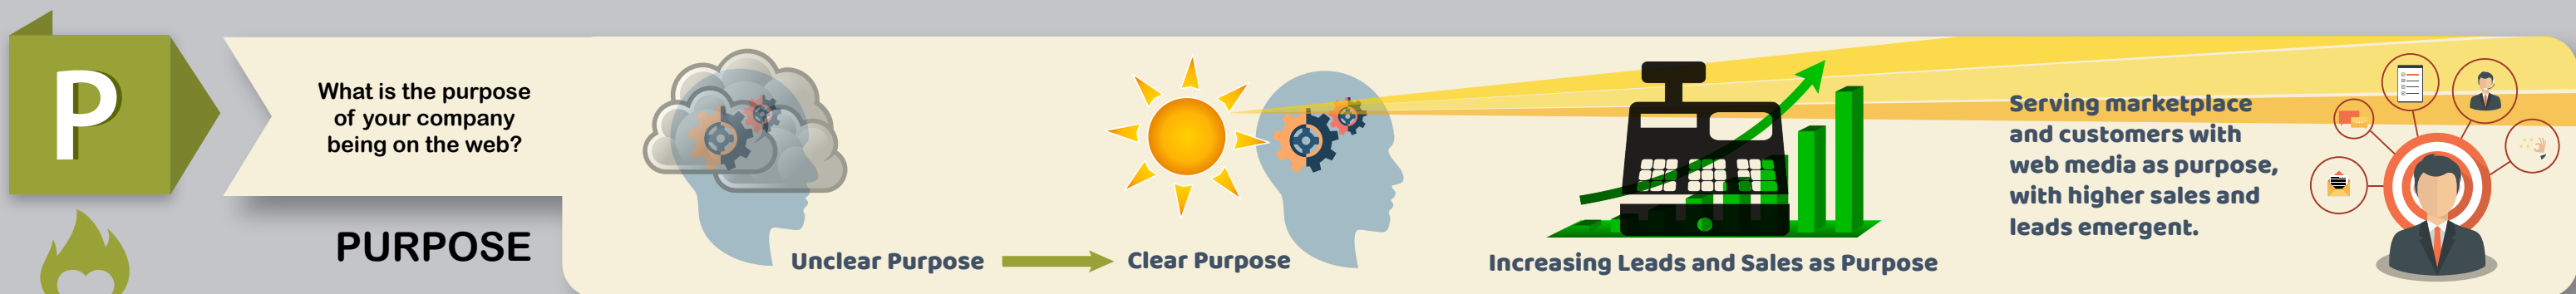 P
What is the purpose
of your company
being on the web?
PURPOSE
Unclear Purpose
Clear Purpose
Increasing Leads and Sales as Purpose
Serving marketplace
and customers with
web media as purpose,
with higher sales and
leads emergent.